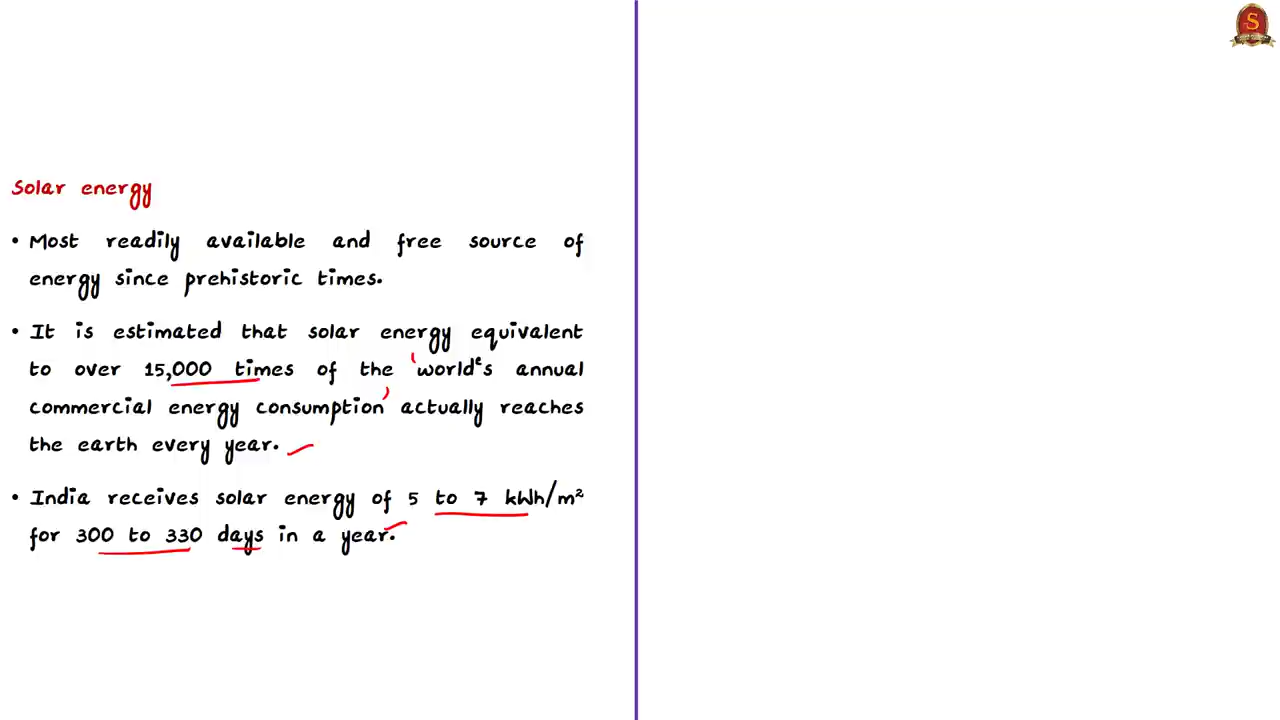 S
Solar energy
• Most readily available and free source of
energy since prehistoric times.
• It is estimated that solar energy equivalent
to over 15,000 times of the 'world's annual
commercial energy consumption' actually reaches
the earth every year.
• India receives solar energy of 5 to 7 kWh/m²
for 300 to 330 days in a year.